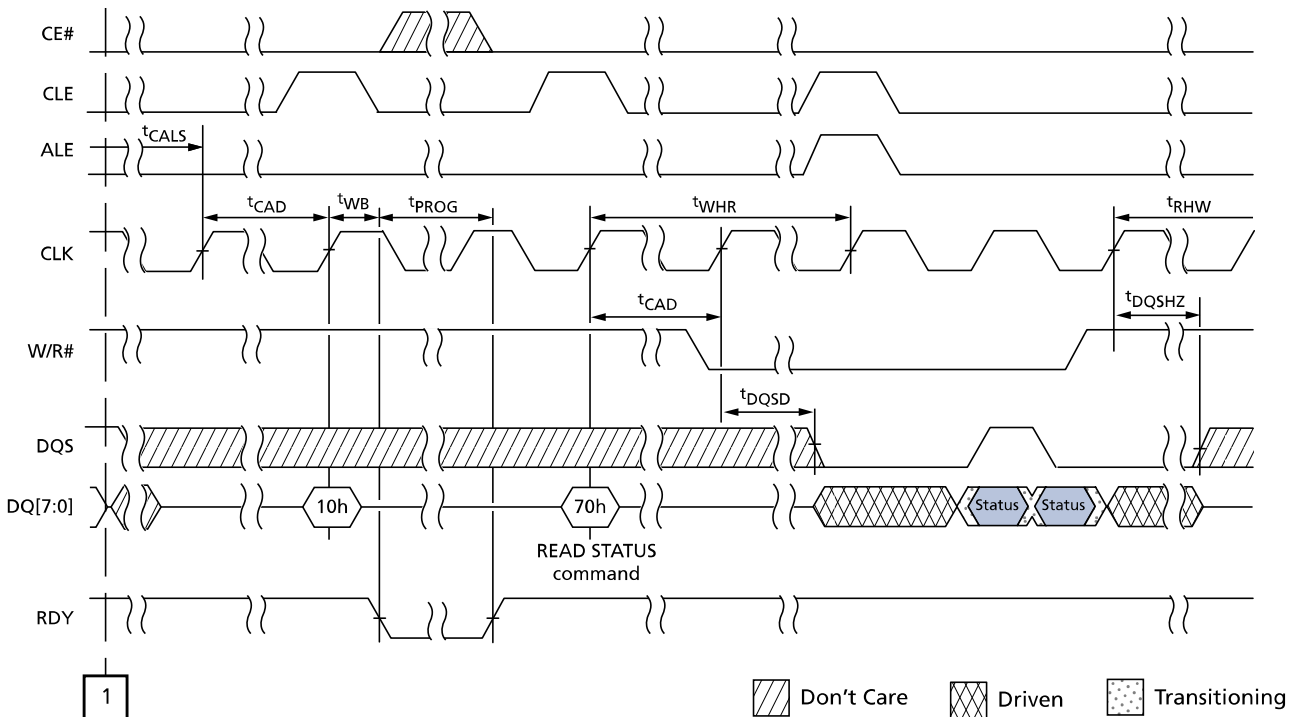 CE#
CLE
tCALS
ALE
tCAD
tWB
tPROG
tWHR
tRHW
CLK
tCAD
tDQSHZ
W/R#
tDQSD
DQS
DQ[7:0]
10h
70h
Status
Status
READ STATUS
command
RDY
1
Don't Care
Driven
Transitioning